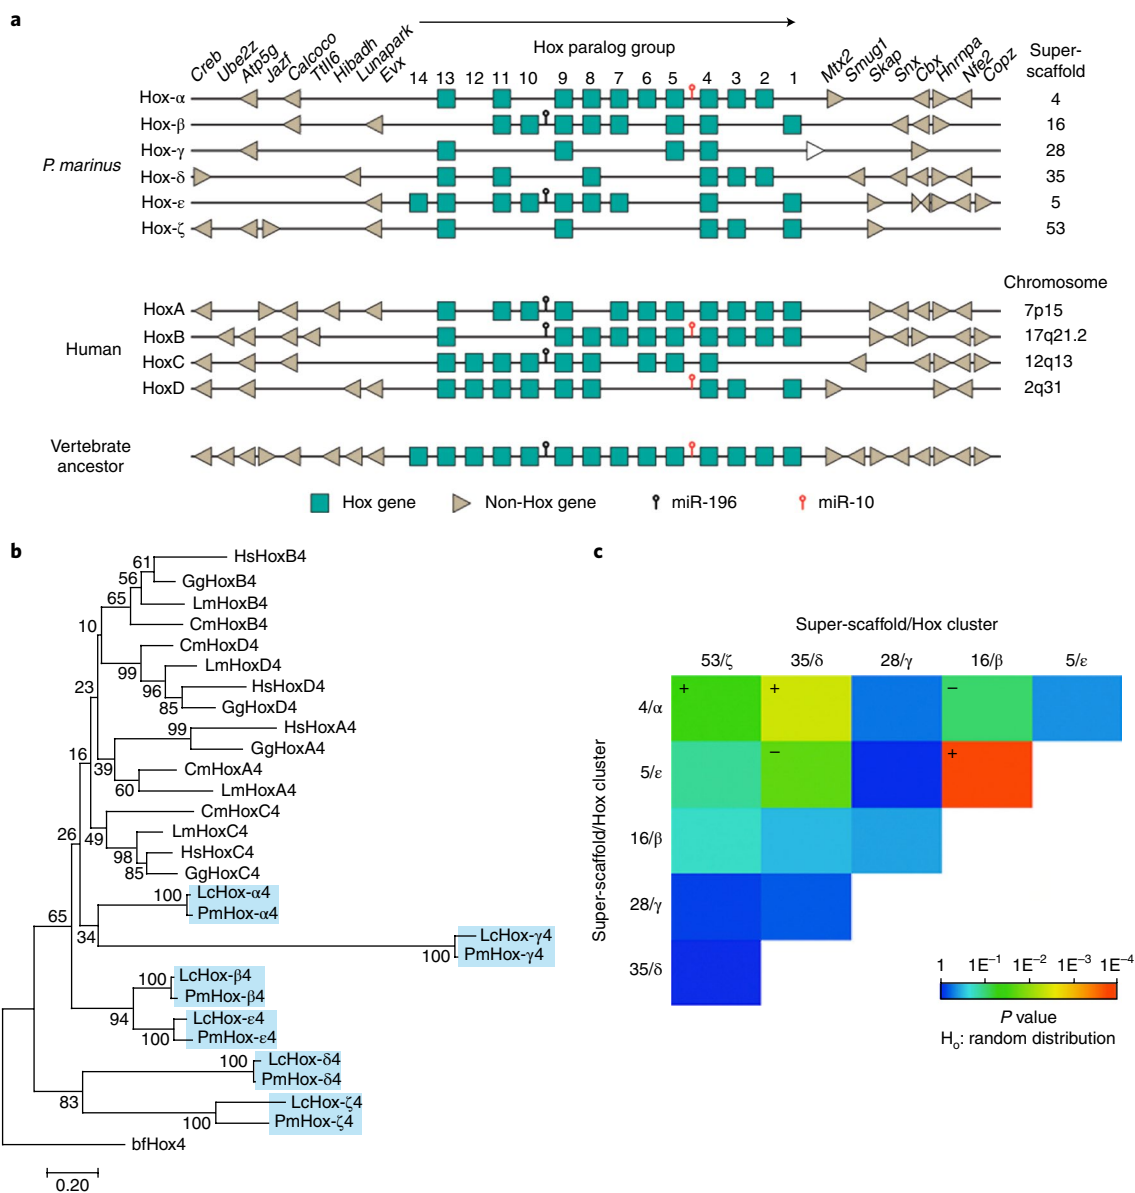 a
Creb Ube2z Atp5g Jazf Calcoco Ttll6 Hibadh Lunapark Evx
Hox paralog group
14 13 12 11 10 9 8 7 6 5 4 3 2 1
Mtx2 Smug1 Skap Snx Cbx Hnrnpa Nfe2 Copz
Super-
scaffold
Hox-α 4
Hox-β 16
P. marinus
Hox-γ 28
Hox-δ 35
Hox-ε 5
Hox-ζ 53
Chromosome
HoxA 7p15
Human
HoxB 17q21.2
HoxC 12q13
HoxD 2q31
Vertebrate
ancestor
Hox gene Non-Hox gene miR-196 miR-10
b
61 HsHoxB4
56 GgHoxB4
65 LmHoxB4
CmHoxB4
10
CmHoxD4
99 LmHoxD4
96 HsHoxD4
85 GgHoxD4
23
99 HsHoxA4
GgHoxA4
16
39 CmHoxA4
60 LmHoxA4
CmHoxC4
26 49 LmHoxC4
98 HsHoxC4
85 GgHoxC4
100 LcHox-α4
PmHox-α4
65
34 LcHox-γ4
100 PmHox-γ4
100 LcHox-β4
PmHox-β4
94 LcHox-ε4
100 PmHox-ε4
100 LcHox-δ4
PmHox-δ4
83 LcHox-ζ4
100 PmHox-ζ4
bfHox4
0.20
c
Super-scaffold/Hox cluster
53/ζ 35/δ 28/γ 16/β 5/ε
Super-scaffold/Hox cluster
4/α + + −
5/ε − +
16/β
28/γ
35/δ
1 1E⁻¹ 1E⁻² 1E⁻³ 1E⁻⁴
P value
Hₒ: random distribution